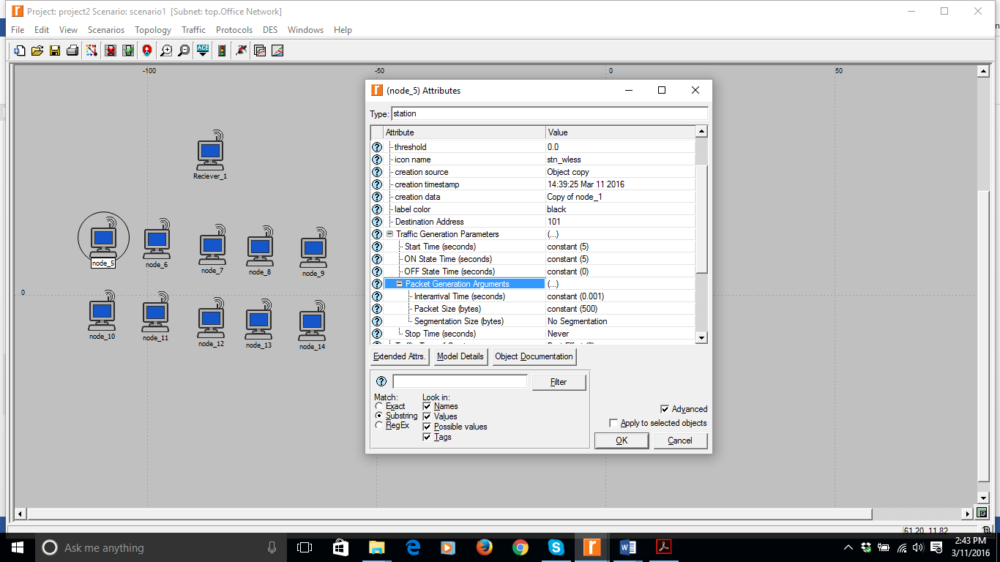 Project: project2 Scenario: scenario1 [Subnet: top.Office Network]
File Edit View Scenarios Topology Traffic Protocols DES Windows Help
ACE
-100 -50 0 50
Reciever_1
node_5 node_6 node_7 node_8 node_9
0
node_10 node_11 node_12 node_13 node_14
(node_5) Attributes
Type: station
Attribute Value
threshold 0.0
icon name stn_wless
creation source Object copy
creation timestamp 14:39:25 Mar 11 2016
creation data Copy of node_1
label color black
Destination Address 101
Traffic Generation Parameters (...)
Start Time (seconds) constant (5)
ON State Time (seconds) constant (5)
OFF State Time (seconds) constant (0)
Packet Generation Arguments (...)
Interarrival Time (seconds) constant (0.001)
Packet Size (bytes) constant (500)
Segmentation Size (bytes) No Segmentation
Stop Time (seconds) Never
Extended Attrs. Model Details Object Documentation
Filter
Match: Look in:
Exact Names
Substring Values
RegEx Possible values
Tags
Advanced
Apply to selected objects
OK Cancel
61.20, 11.82
Ask me anything
2:43 PM
3/11/2016